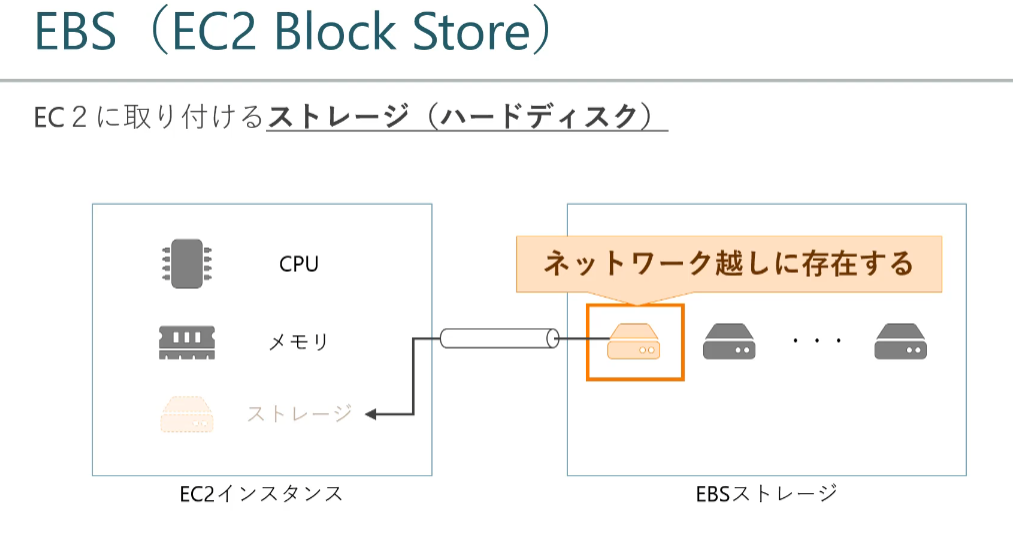 EBS（EC2 Block Store）
EC２に取り付けるストレージ（ハードディスク）
CPU
メモリ
ストレージ
ネットワーク越しに存在する
・・・
EC2インスタンス
EBSストレージ